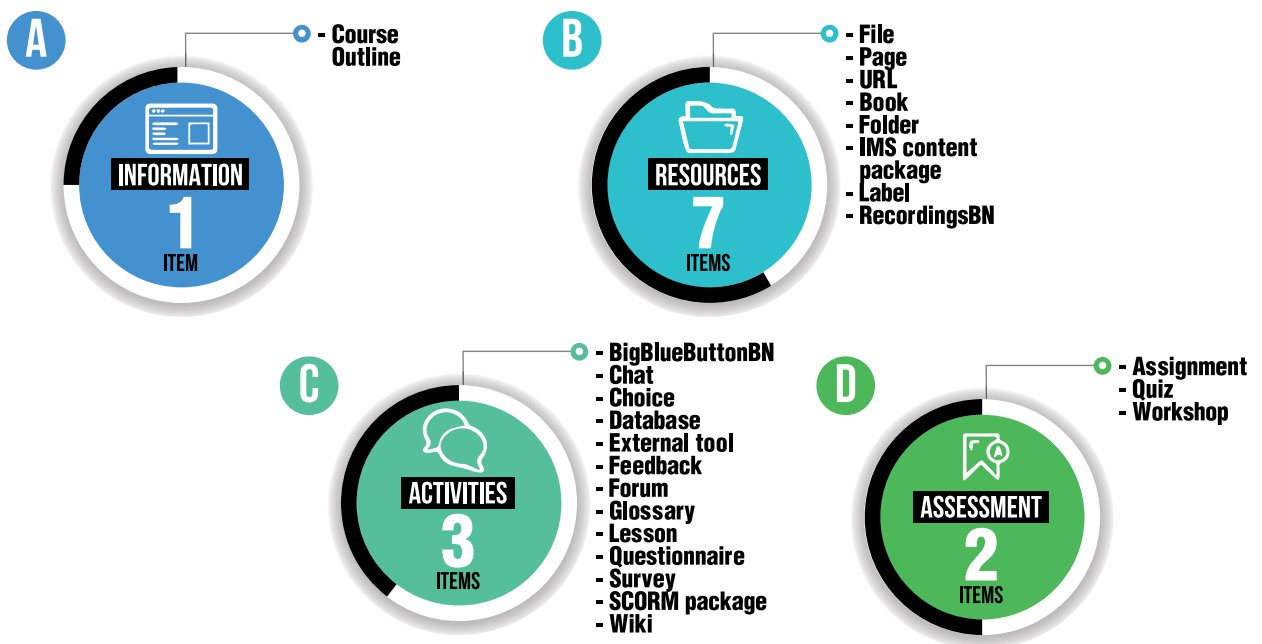 A
- Course
Outline
INFORMATION
1
ITEM
B
- File
- Page
- URL
- Book
- Folder
- IMS content
package
- Label
- RecordingsBN
RESOURCES
7
ITEMS
C
- BigBlueButtonBN
- Chat
- Choice
- Database
- External tool
- Feedback
- Forum
- Glossary
- Lesson
- Questionnaire
- Survey
- SCORM package
- Wiki
ACTIVITIES
3
ITEMS
D
- Assignment
- Quiz
- Workshop
A
ASSESSMENT
2
ITEMS